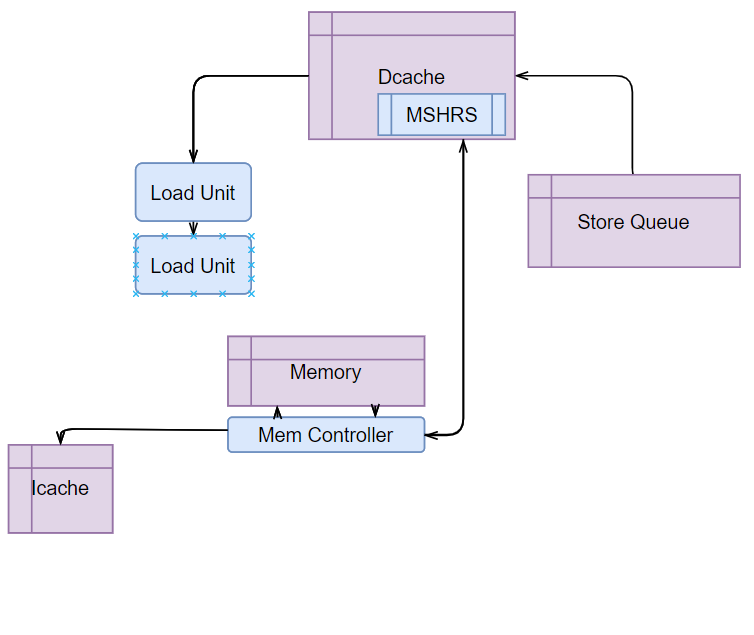 Dcache
MSHRS
Load Unit
Store Queue
Load Unit
Memory
Mem Controller
Icache